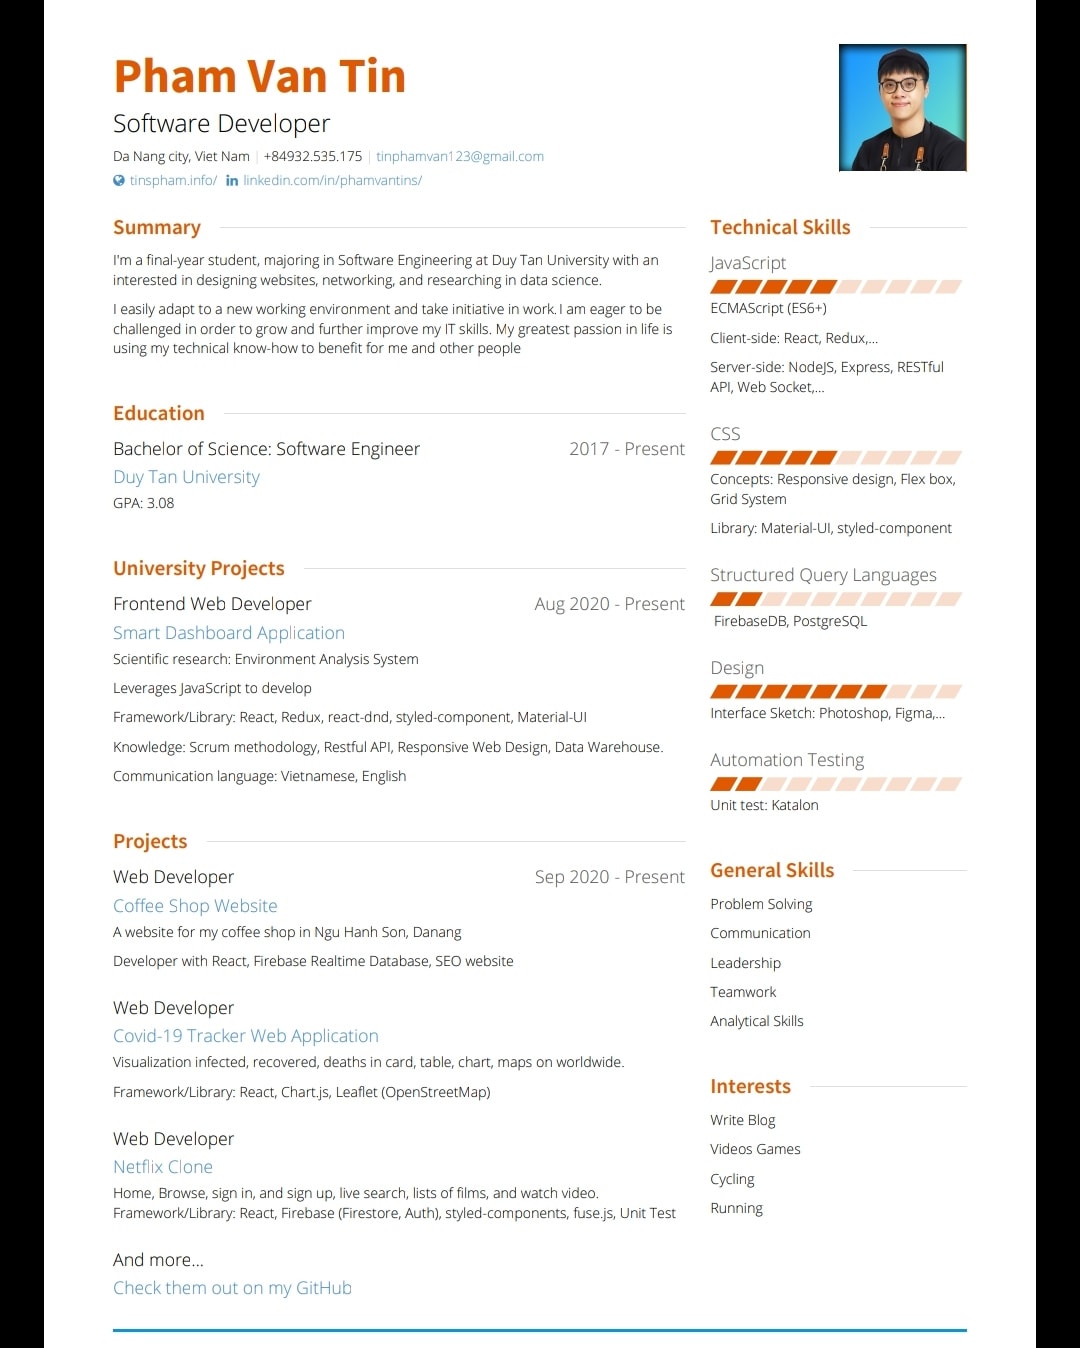 Pham Van Tin
Software Developer
Da Nang city, Viet Nam | +84932.535.175 | tinphamvan123@gmail.com
tinspham.info/ in linkedin.com/in/phamvantins/
Summary
I'm a final-year student, majoring in Software Engineering at Duy Tan University with an
interested in designing websites, networking, and researching in data science.
I easily adapt to a new working environment and take initiative in work. I am eager to be
challenged in order to grow and further improve my IT skills. My greatest passion in life is
using my technical know-how to benefit for me and other people
Education
Bachelor of Science: Software Engineer 2017 - Present
Duy Tan University
GPA: 3.08
University Projects
Frontend Web Developer Aug 2020 - Present
Smart Dashboard Application
Scientific research: Environment Analysis System
Leverages JavaScript to develop
Framework/Library: React, Redux, react-dnd, styled-component, Material-UI
Knowledge: Scrum methodology, Restful API, Responsive Web Design, Data Warehouse.
Communication language: Vietnamese, English
Projects
Web Developer Sep 2020 - Present
Coffee Shop Website
A website for my coffee shop in Ngu Hanh Son, Danang
Developer with React, Firebase Realtime Database, SEO website
Web Developer
Covid-19 Tracker Web Application
Visualization infected, recovered, deaths in card, table, chart, maps on worldwide.
Framework/Library: React, Chart.js, Leaflet (OpenStreetMap)
Web Developer
Netflix Clone
Home, Browse, sign in, and sign up, live search, lists of films, and watch video.
Framework/Library: React, Firebase (Firestore, Auth), styled-components, fuse.js, Unit Test
And more...
Check them out on my GitHub
Technical Skills
JavaScript
ECMAScript (ES6+)
Client-side: React, Redux,...
Server-side: NodeJS, Express, RESTful
API, Web Socket,...
CSS
Concepts: Responsive design, Flex box,
Grid System
Library: Material-UI, styled-component
Structured Query Languages
FirebaseDB, PostgreSQL
Design
Interface Sketch: Photoshop, Figma,...
Automation Testing
Unit test: Katalon
General Skills
Problem Solving
Communication
Leadership
Teamwork
Analytical Skills
Interests
Write Blog
Videos Games
Cycling
Running